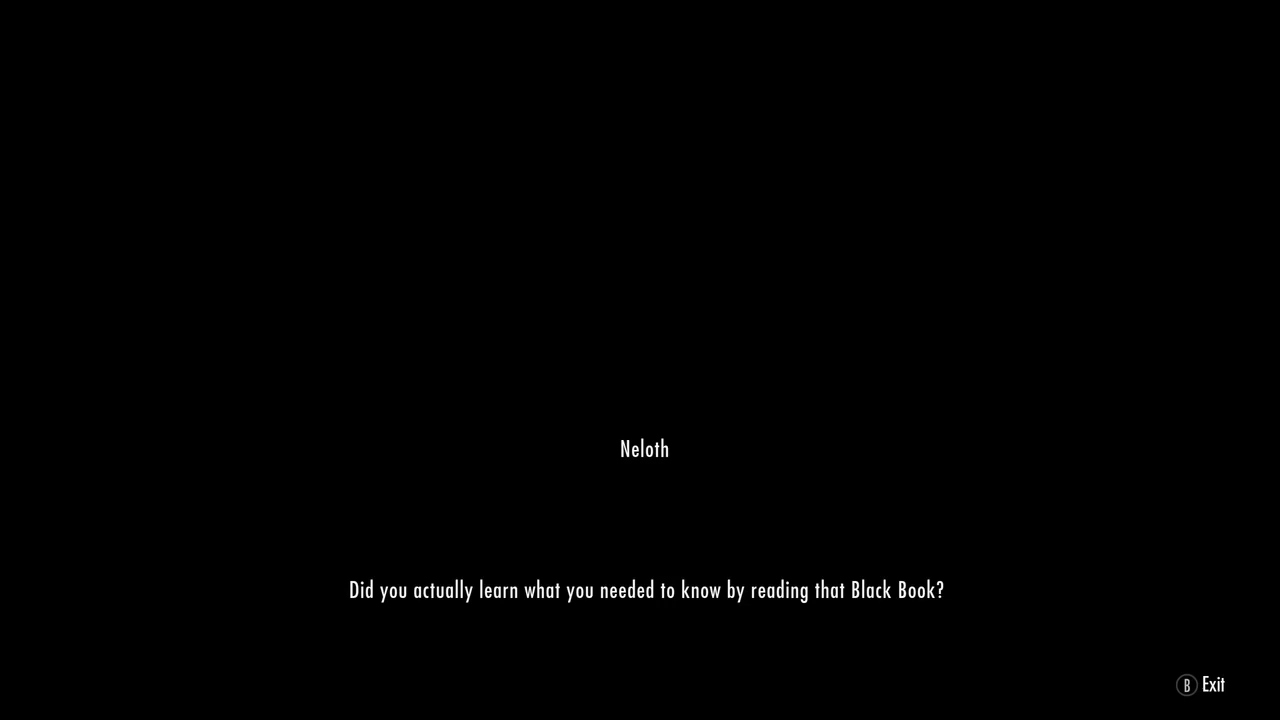 Neloth
Did you actually learn what you needed to know by reading that Black Book?
B Exit